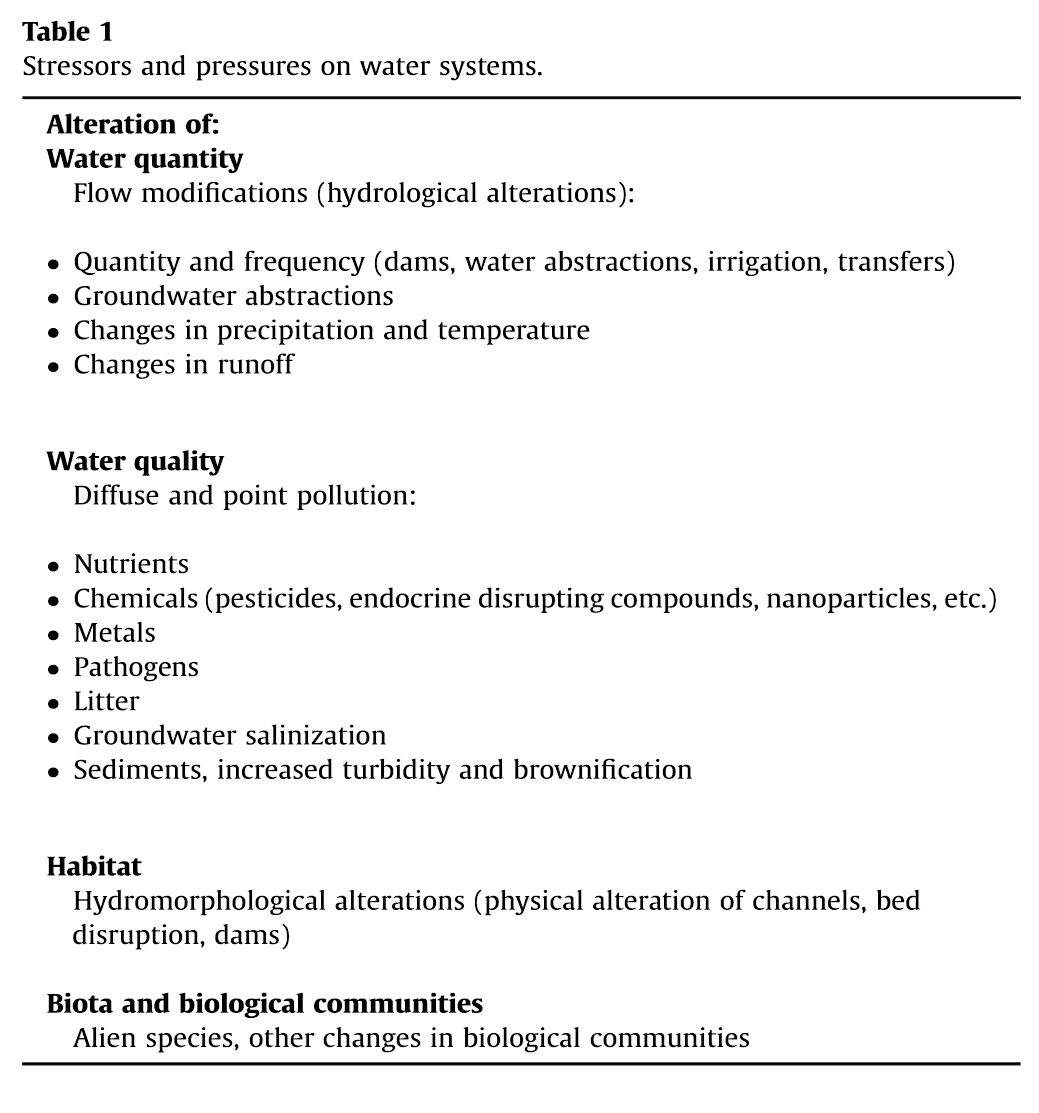 Table 1
Stressors and pressures on water systems.
Alteration of:
Water quantity
Flow modifications (hydrological alterations):
• Quantity and frequency (dams, water abstractions, irrigation, transfers)
• Groundwater abstractions
• Changes in precipitation and temperature
• Changes in runoff
Water quality
Diffuse and point pollution:
• Nutrients
• Chemicals (pesticides, endocrine disrupting compounds, nanoparticles, etc.)
• Metals
• Pathogens
• Litter
• Groundwater salinization
• Sediments, increased turbidity and brownification
Habitat
Hydromorphological alterations (physical alteration of channels, bed
disruption, dams)
Biota and biological communities
Alien species, other changes in biological communities